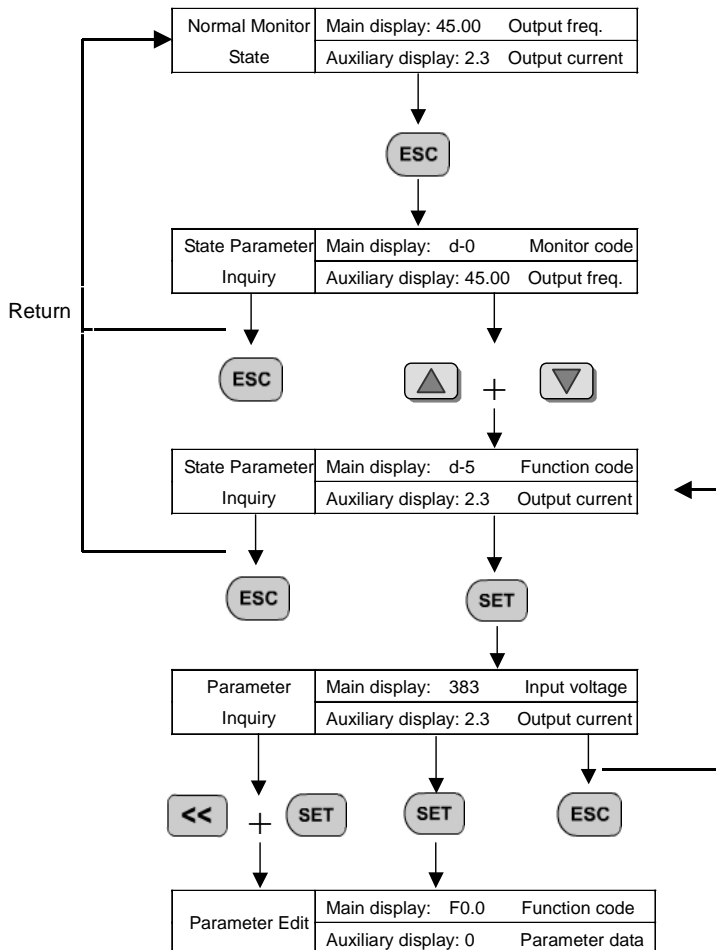 Normal Monitor State
Main display: 45.00 Output freq.
Auxiliary display: 2.3 Output current
ESC
State Parameter Inquiry
Main display: d-0 Monitor code
Auxiliary display: 45.00 Output freq.
Return
ESC
+
State Parameter Inquiry
Main display: d-5 Function code
Auxiliary display: 2.3 Output current
ESC
SET
Parameter Inquiry
Main display: 383 Input voltage
Auxiliary display: 2.3 Output current
<< + SET
SET
ESC
Parameter Edit
Main display: F0.0 Function code
Auxiliary display: 0 Parameter data